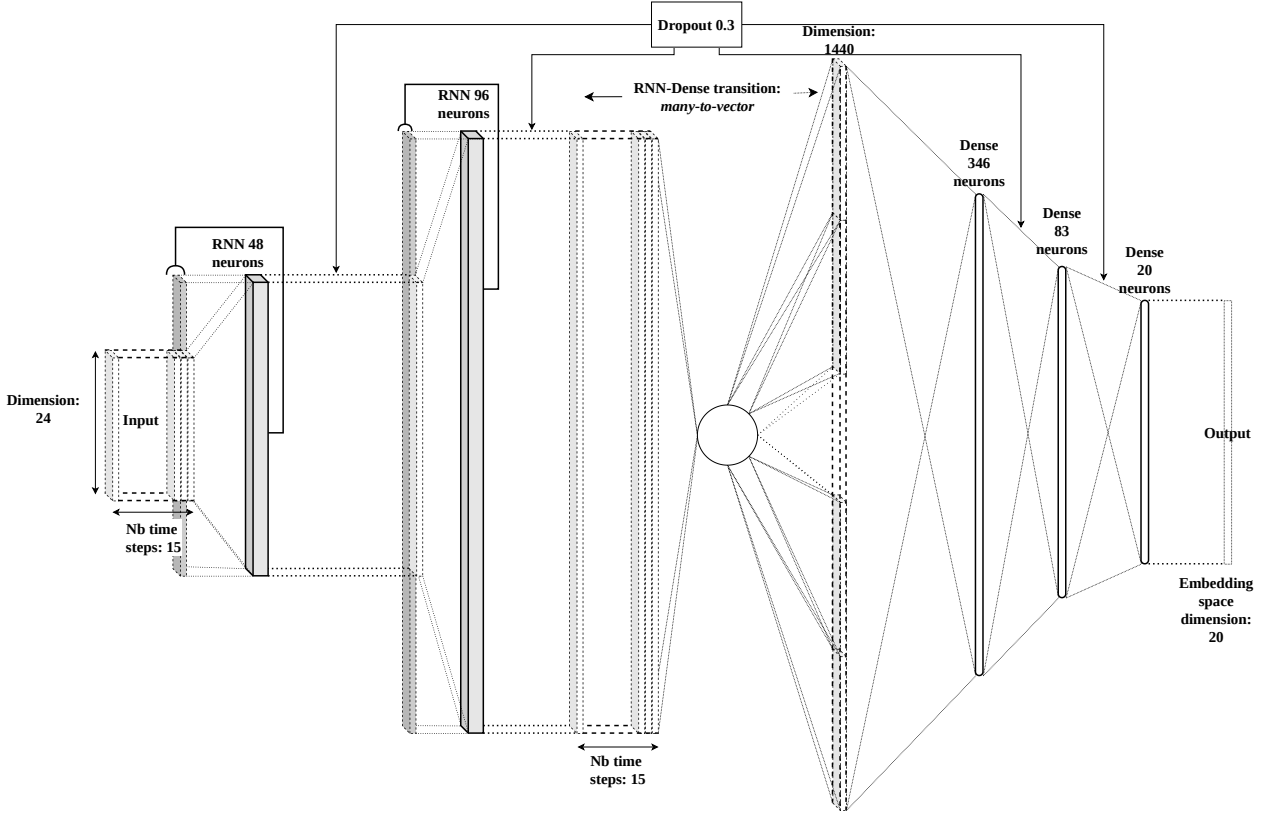 Dropout 0.3
Dimension:
1440
RNN-Dense transition:
many-to-vector
RNN 96
neurons
Dense
346
neurons
Dense
83
neurons
RNN 48
neurons
Dense
20
neurons
Dimension:
24
Input
Output
Nb time
steps: 15
Embedding
space
dimension:
20
Nb time
steps: 15